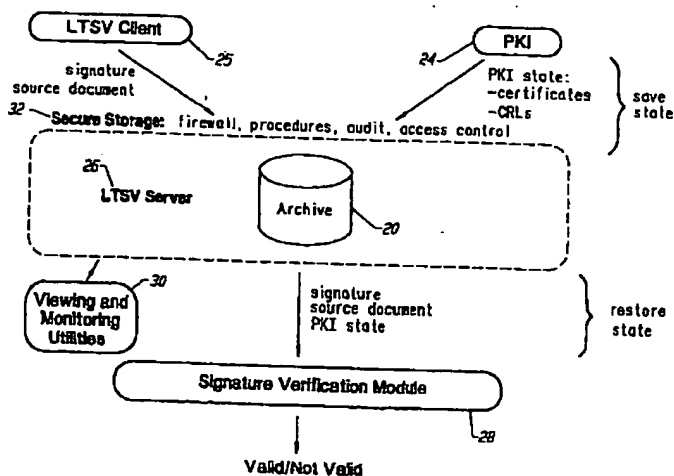 LTSV Client
25
PKI
24
signature
source document
PKI state:
-certificates
-CRLs
save
state
32
Secure Storage: firewall, procedures, audit, access control
26
LTSV Server
Archive
20
30
Viewing and
Monitoring
Utilities
signature
source document
PKI state
restore
state
Signature Verification Module
28
Valid/Not Valid